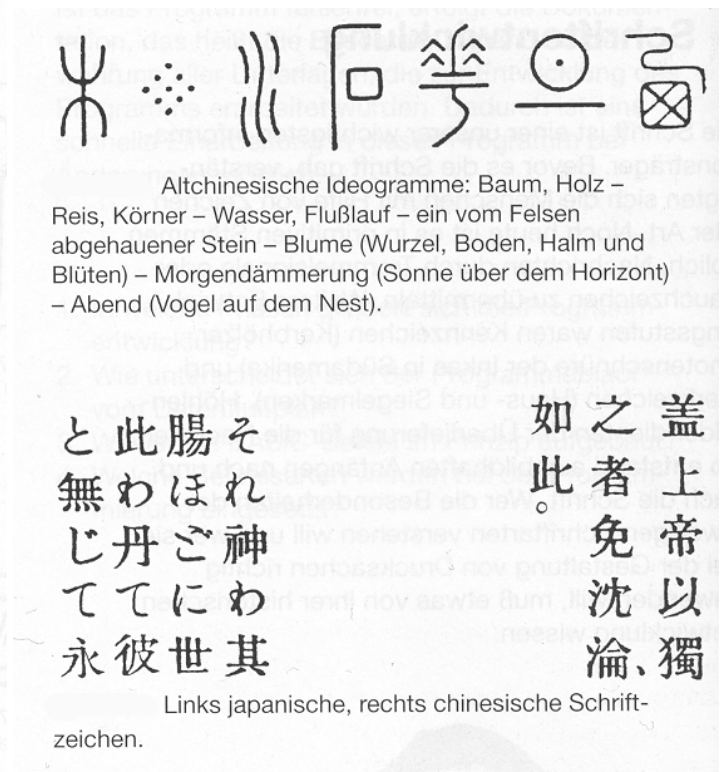 Altchinesische Ideogramme: Baum, Holz –
Reis, Körner – Wasser, Flußlauf – ein vom Felsen
abgehauener Stein – Blume (Wurzel, Boden, Halm und
Blüten) – Morgendämmerung (Sonne über dem Horizont)
– Abend (Vogel auf dem Nest).
それ神わ其
腸ほどに世
此わ丹て彼
と無じて永
盖上帝以獨
之者免沈淪、
如此。
Links japanische, rechts chinesische Schrift-
zeichen.